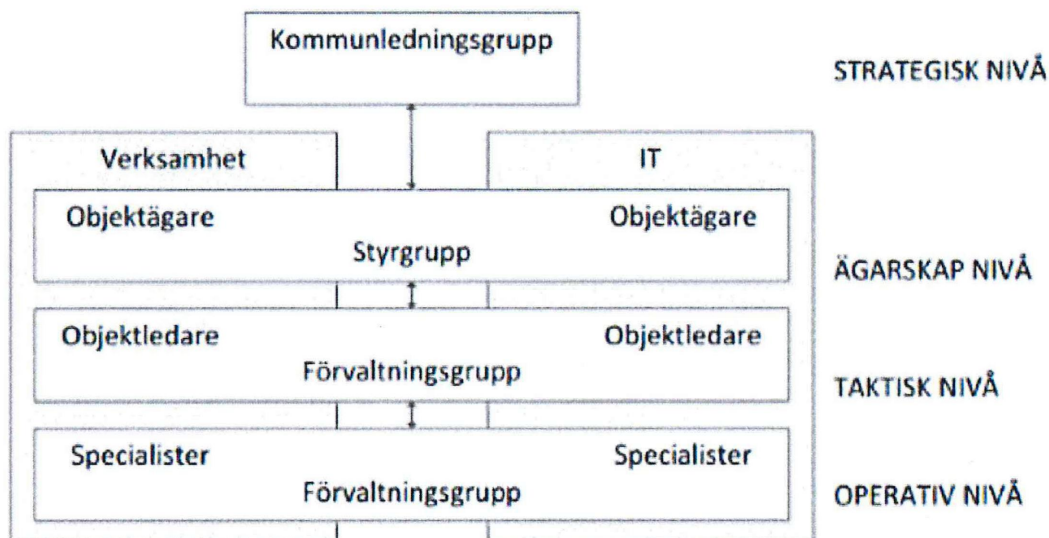 Kommunledningsgrupp
STRATEGISK NIVÅ
Verksamhet IT
Objektägare Objektägare
Styrgrupp
ÄGARSKAP NIVÅ
Objektledare Objektledare
Förvaltningsgrupp
TAKTISK NIVÅ
Specialister Specialister
Förvaltningsgrupp
OPERATIV NIVÅ